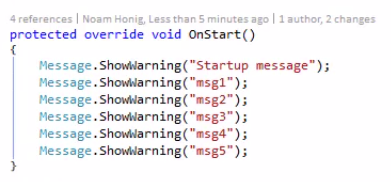 4 references | Noam Honig, Less than 5 minutes ago | 1 author, 2 changes
protected override void OnStart()
{
    Message.ShowWarning("Startup message");
    Message.ShowWarning("msg1");
    Message.ShowWarning("msg2");
    Message.ShowWarning("msg3");
    Message.ShowWarning("msg4");
    Message.ShowWarning("msg5");
}